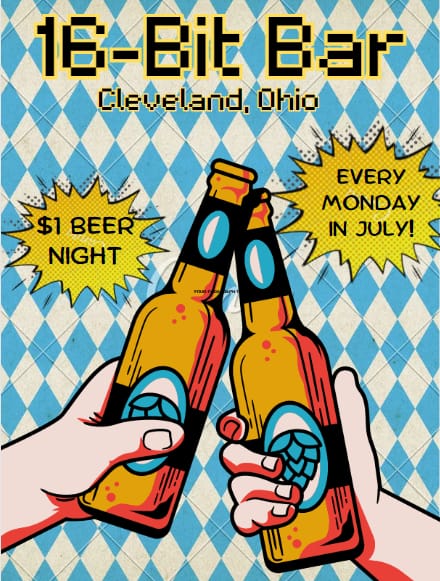 16-Bit Bar
Cleveland, Ohio
EVERY
MONDAY
IN JULY!
$1 BEER
NIGHT